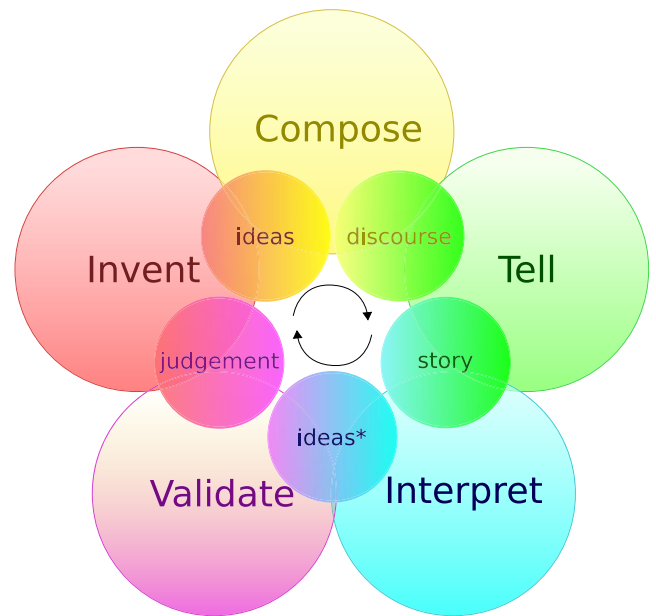 Compose
ideas
discourse
Invent
Tell
judgement
story
ideas*
Validate
Interpret